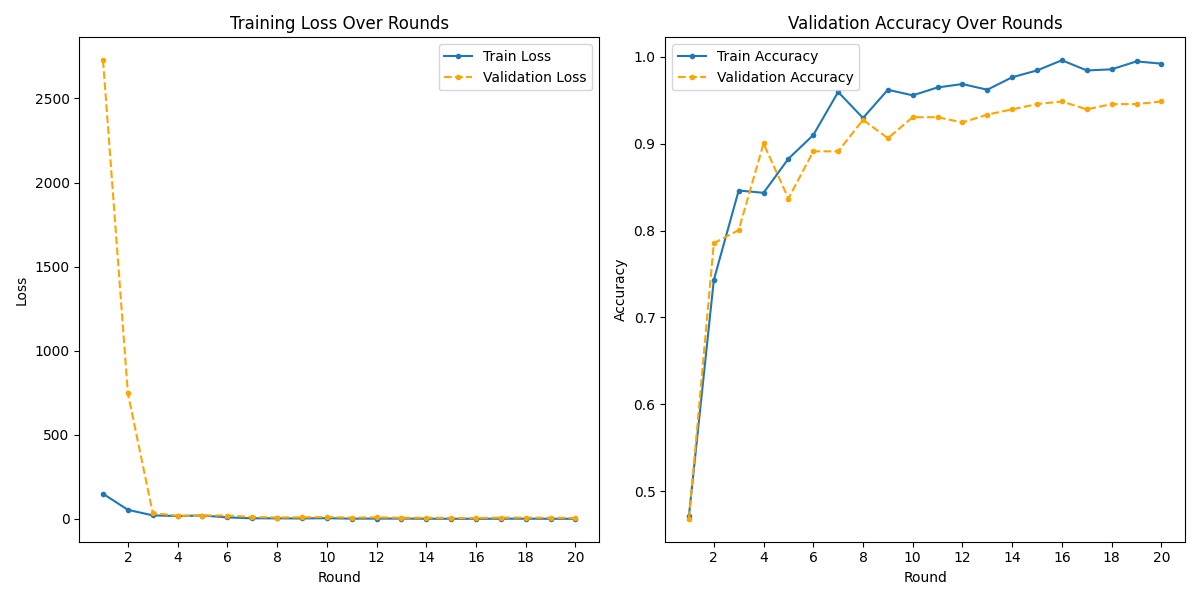 Training Loss Over Rounds
Train Loss
Validation Loss
2500
2000
1500
1000
500
0
Loss
2 4 6 8 10 12 14 16 18 20
Round
Validation Accuracy Over Rounds
Train Accuracy
Validation Accuracy
1.0
0.9
0.8
0.7
0.6
0.5
Accuracy
2 4 6 8 10 12 14 16 18 20
Round